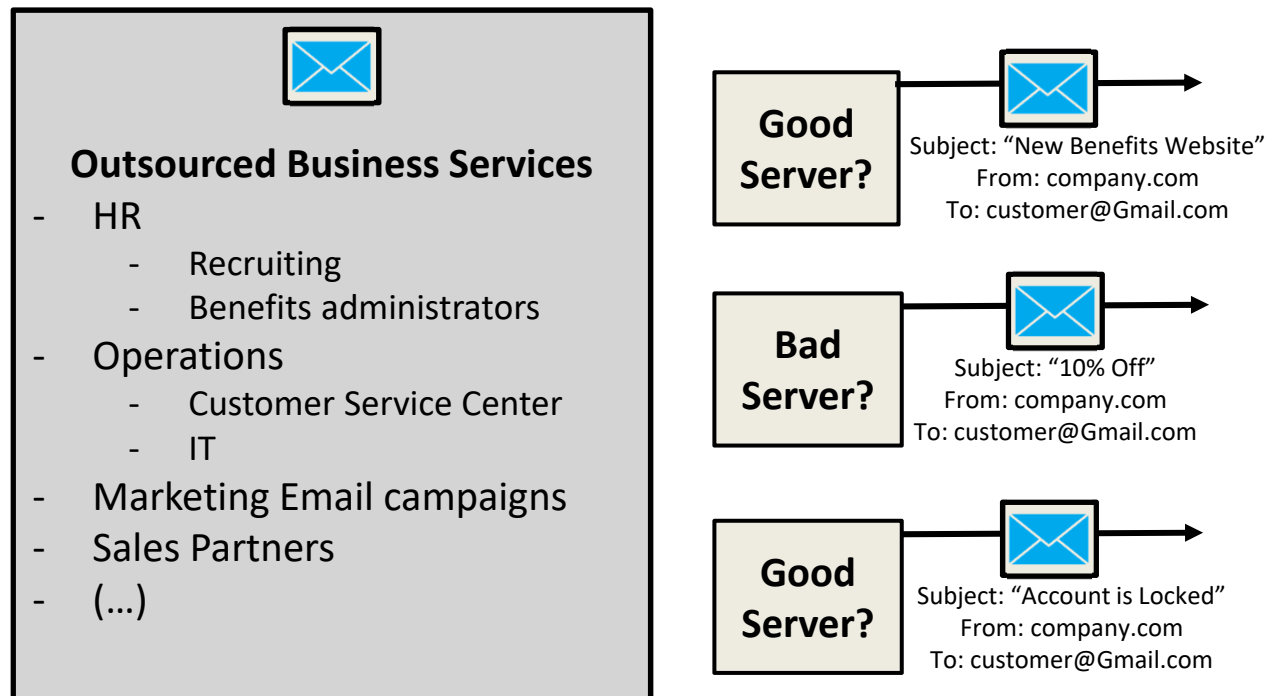 Outsourced Business Services
- HR
- Recruiting
- Benefits administrators
- Operations
- Customer Service Center
- IT
- Marketing Email campaigns
- Sales Partners
- (…)
Good
Server?
Subject: “New Benefits Website”
From: company.com
To: customer@Gmail.com
Bad
Server?
Subject: “10% Off”
From: company.com
To: customer@Gmail.com
Good
Server?
Subject: “Account is Locked”
From: company.com
To: customer@Gmail.com